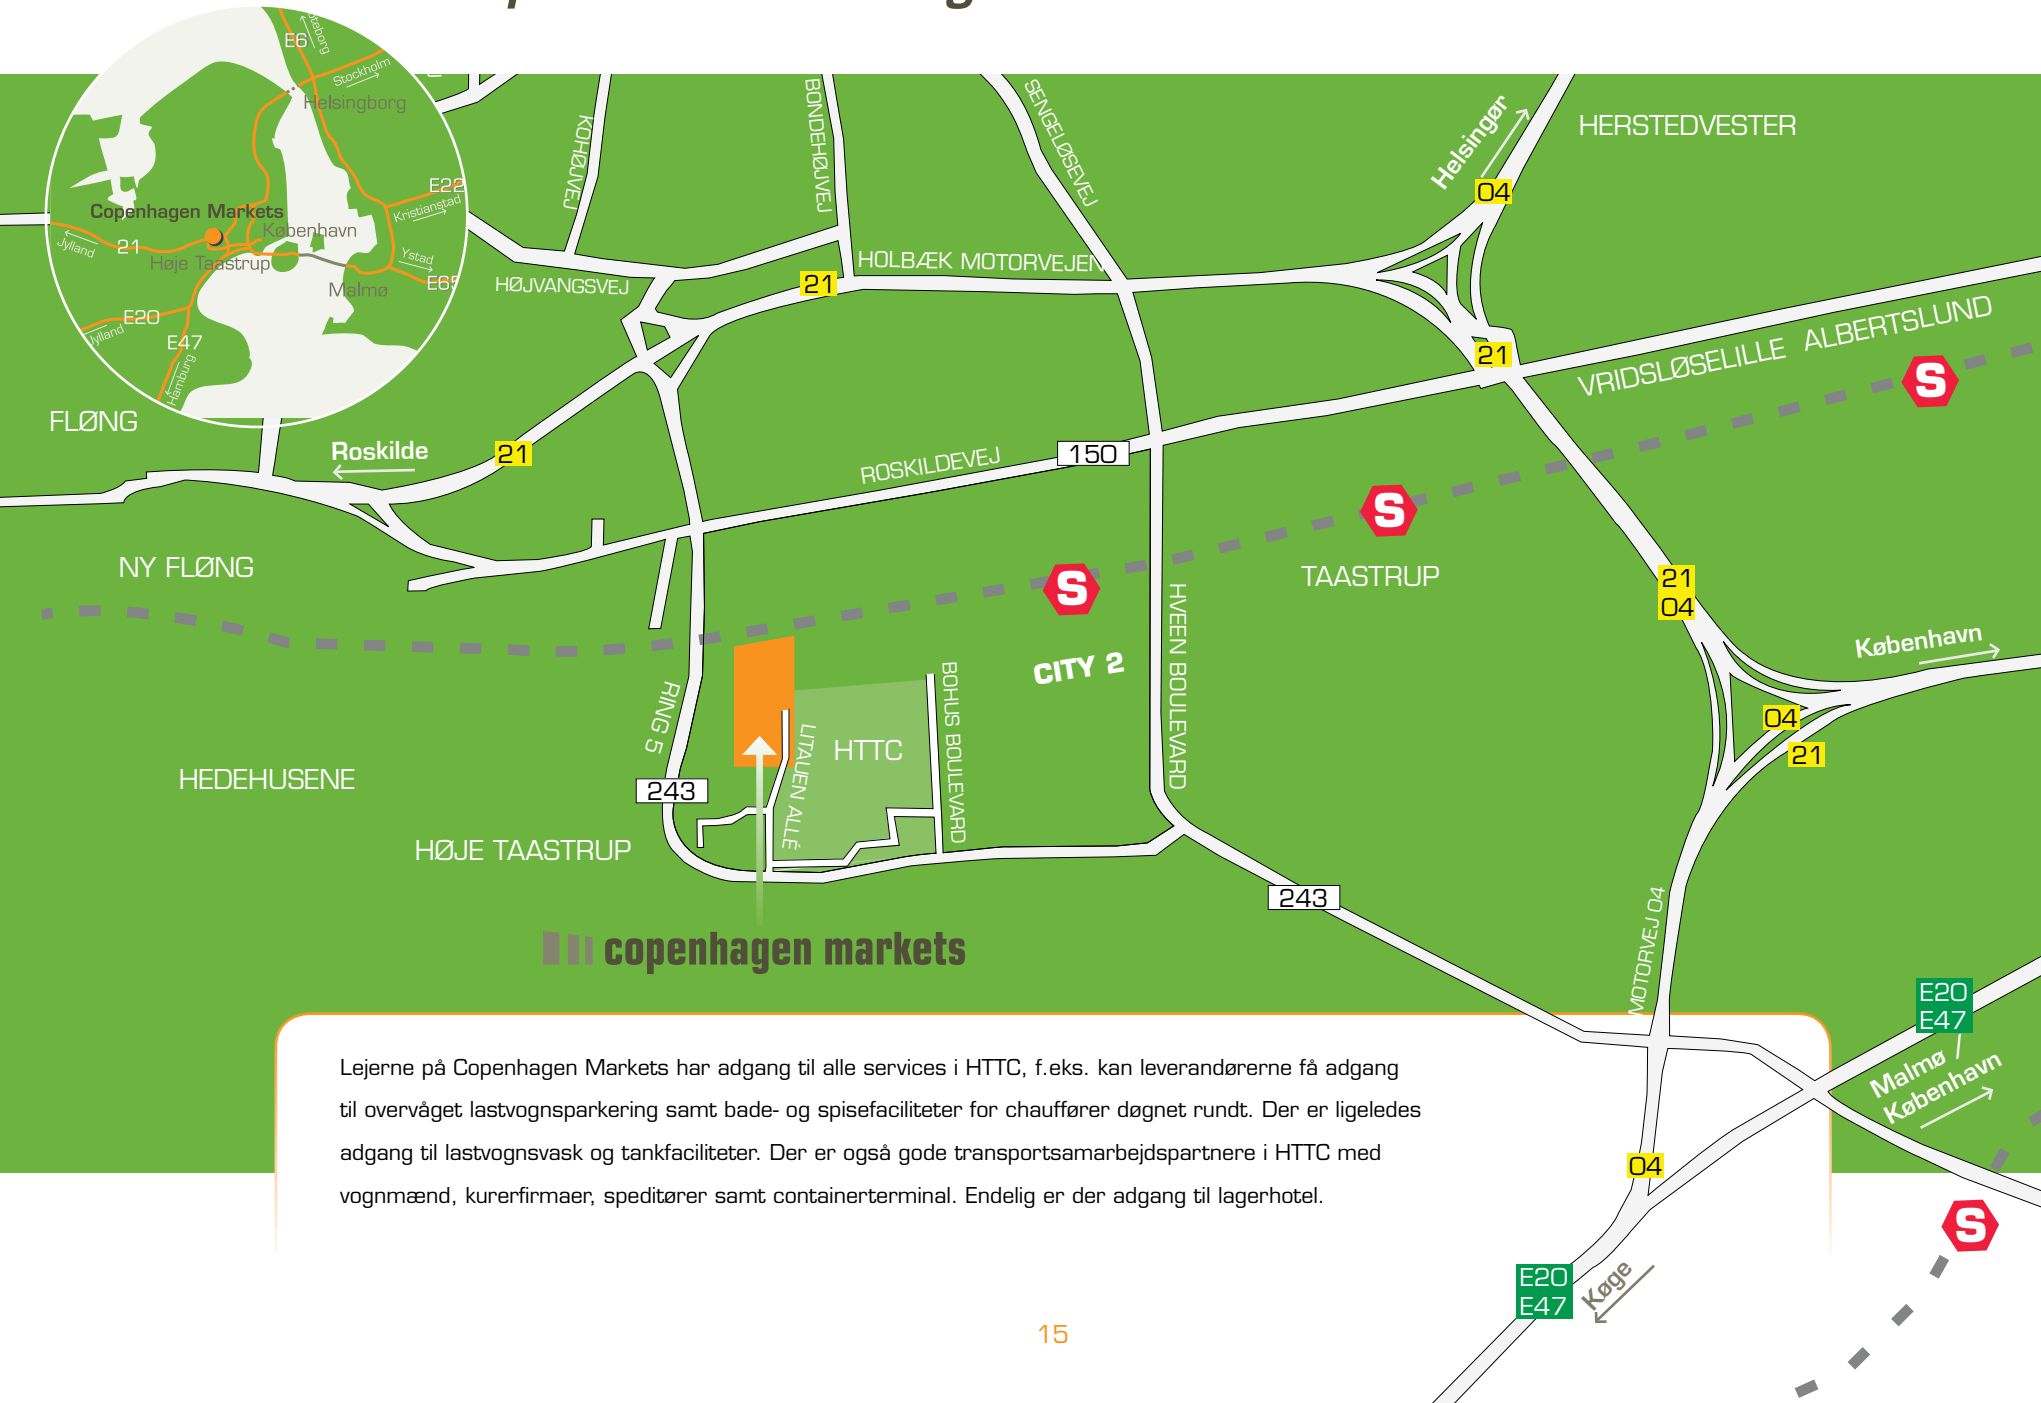 E6
Stockholm
Helsingborg
E22
Kristianstad
Copenhagen Markets
København
Jylland
21
Høje Taastrup
Ystad
E65
Malmø
E20
Jylland
E47
Hamburg
KOHØJVEJ
BONDEHØJVEJ
SENGELØSEVEJ
Helsingør
04
HERSTEDVESTER
HOLBÆK MOTORVEJEN
HØJVANGSVEJ
21
21
VRIDSLØSELILLE ALBERTSLUND
S
FLØNG
Roskilde
21
ROSKILDEVEJ
150
S
NY FLØNG
S
TAASTRUP
21
04
HVEEN BOULEVARD
København
CITY 2
RING 5
BOHUS BOULEVARD
LITAUEN ALLÉ
HTTC
04
21
HEDEHUSENE
243
HØJE TAASTRUP
243
MOTORVEJ 04
copenhagen markets
E20
E47
Malmø /
København
Lejerne på Copenhagen Markets har adgang til alle services i HTTC, f.eks. kan leverandørerne få adgang
til overvåget lastvognsparkering samt bade- og spisefaciliteter for chauffører døgnet rundt. Der er ligeledes
adgang til lastvognsvask og tankfaciliteter. Der er også gode transportsamarbejdspartnere i HTTC med
vognmænd, kurerfirmaer, speditører samt containerterminal. Endelig er der adgang til lagerhotel.
04
S
E20
E47
Køge
15